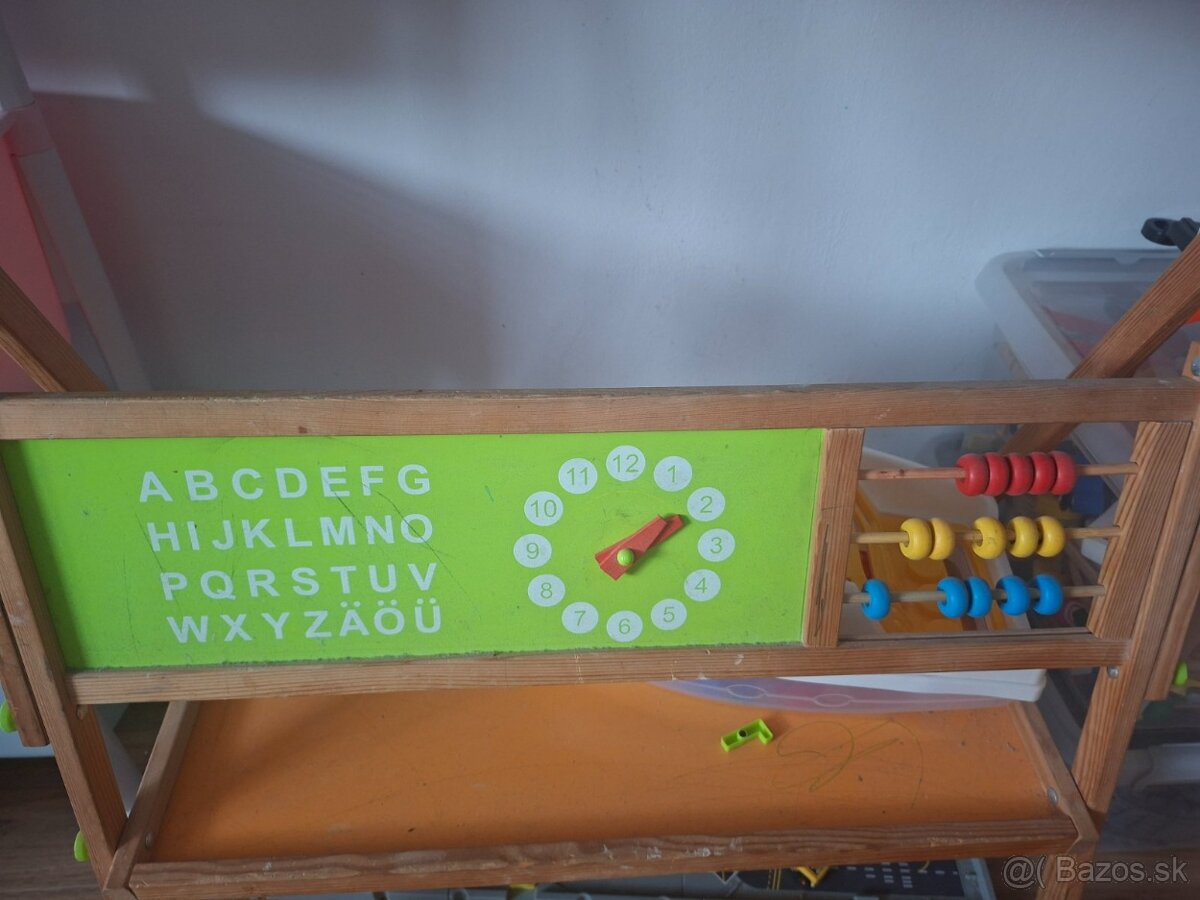 ABCDEFG
HIJKLMNO
PQRSTUV
WXYZÄÖÜ
12
1
2
3
4
5
6
7
8
9
10
11
@( Bazos.sk